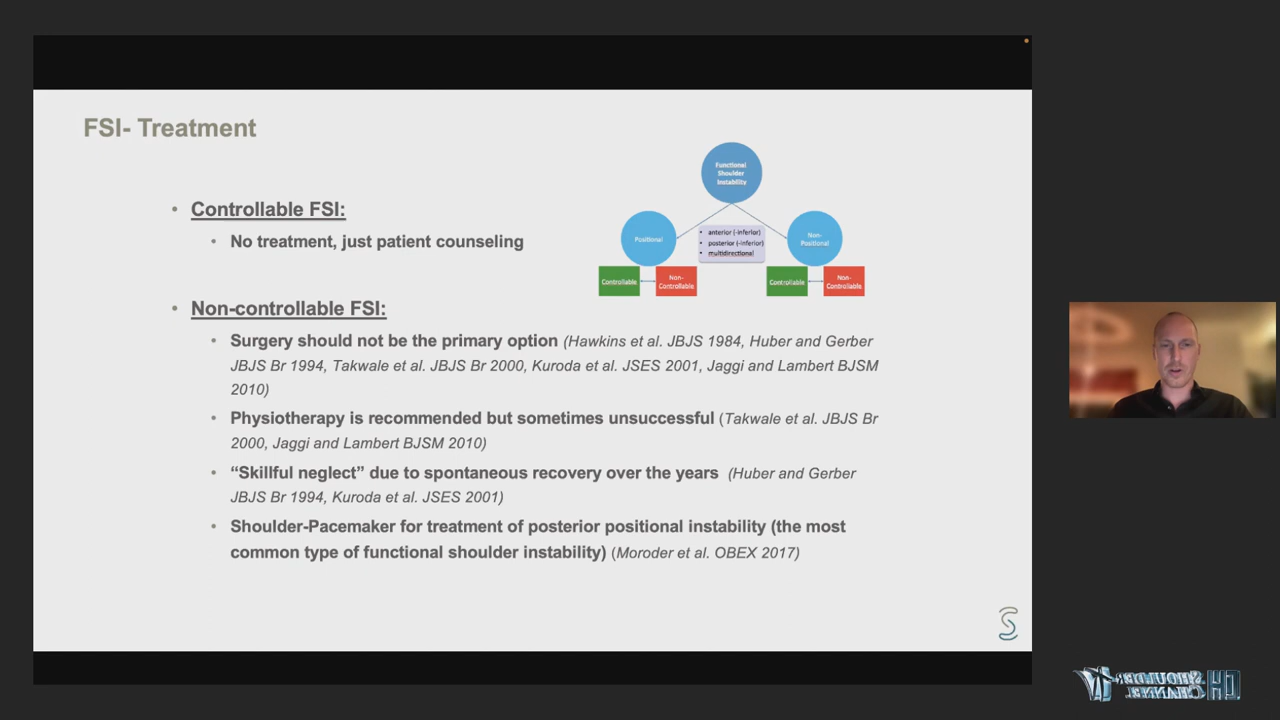 FSI- Treatment
• Controllable FSI:
• No treatment, just patient counseling
• Non-controllable FSI:
• Surgery should not be the primary option (Hawkins et al. JBJS 1984, Huber and Gerber
JBJS Br 1994, Takwale et al. JBJS Br 2000, Kuroda et al. JSES 2001, Jaggi and Lambert BJSM
2010)
• Physiotherapy is recommended but sometimes unsuccessful (Takwale et al. JBJS Br
2000, Jaggi and Lambert BJSM 2010)
• “Skillful neglect” due to spontaneous recovery over the years (Huber and Gerber
JBJS Br 1994, Kuroda et al. JSES 2001)
• Shoulder-Pacemaker for treatment of posterior positional instability (the most
common type of functional shoulder instability) (Moroder et al. OBEX 2017)
Functional
Shoulder
Instability
Positional
• anterior (-inferior)
• posterior (-inferior)
• multidirectional
Non-
Positional
Controllable
Non-
Controllable
Controllable
Non-
Controllable
S
SHOULDER
CHANNEL
HD